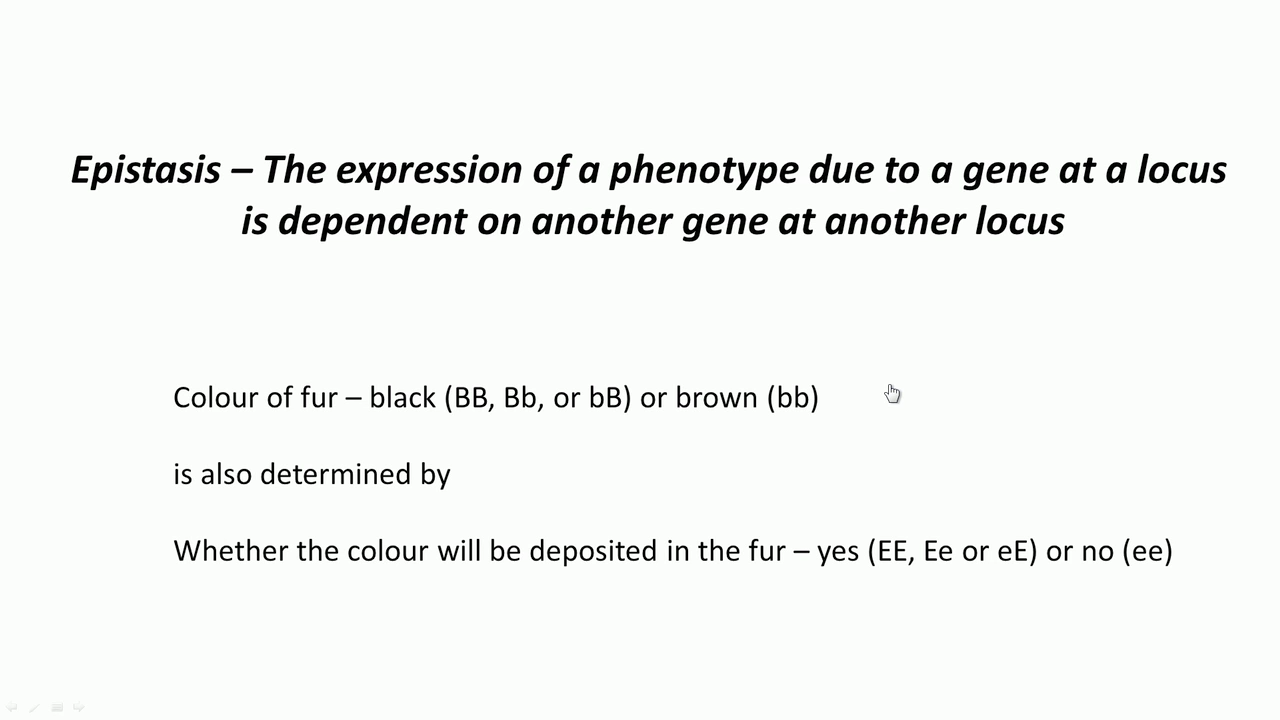 Epistasis – The expression of a phenotype due to a gene at a locus
is dependent on another gene at another locus
Colour of fur – black (BB, Bb, or bB) or brown (bb)
is also determined by
Whether the colour will be deposited in the fur – yes (EE, Ee or eE) or no (ee)